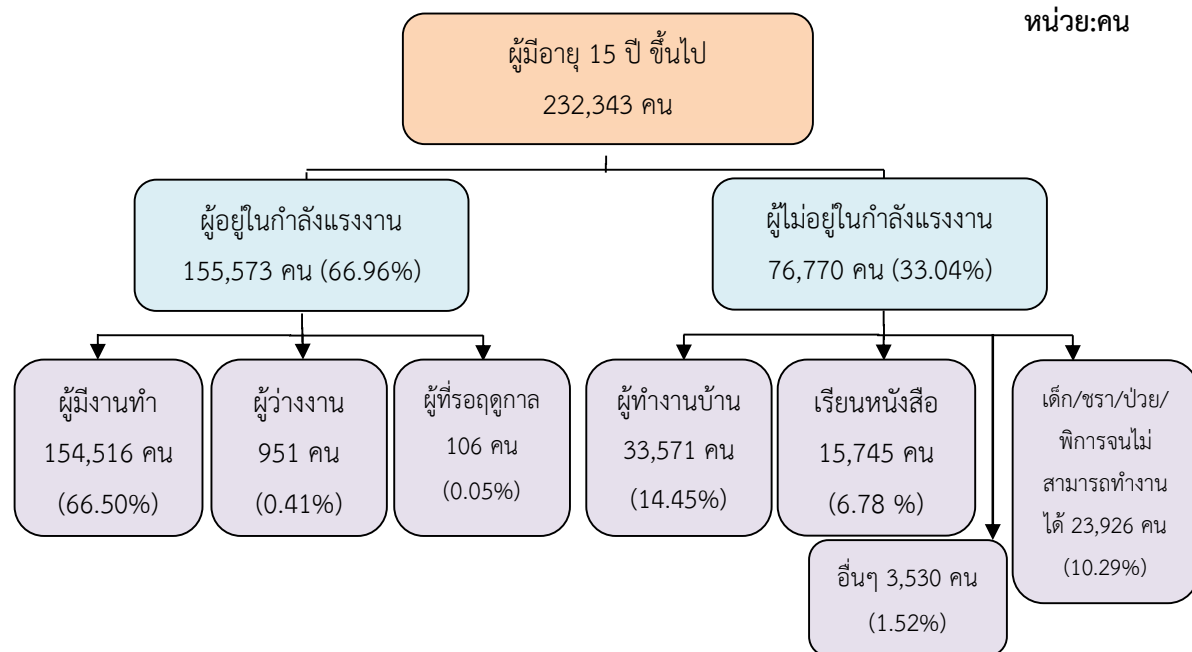 หน่วย:คน
ผู้มีอายุ 15 ปี ขึ้นไป
232,343 คน
ผู้อยู่ในกำลังแรงงาน
155,573 คน (66.96%)
ผู้ไม่อยู่ในกำลังแรงงาน
76,770 คน (33.04%)
ผู้มีงานทำ
154,516 คน
(66.50%)
ผู้ว่างงาน
951 คน
(0.41%)
ผู้ที่รอฤดูกาล
106 คน
(0.05%)
ผู้ทำงานบ้าน
33,571 คน
(14.45%)
เรียนหนังสือ
15,745 คน
(6.78 %)
อื่นๆ 3,530 คน
(1.52%)
เด็ก/ชรา/ป่วย/
พิการจนไม่
สามารถทำงาน
ได้ 23,926 คน
(10.29%)